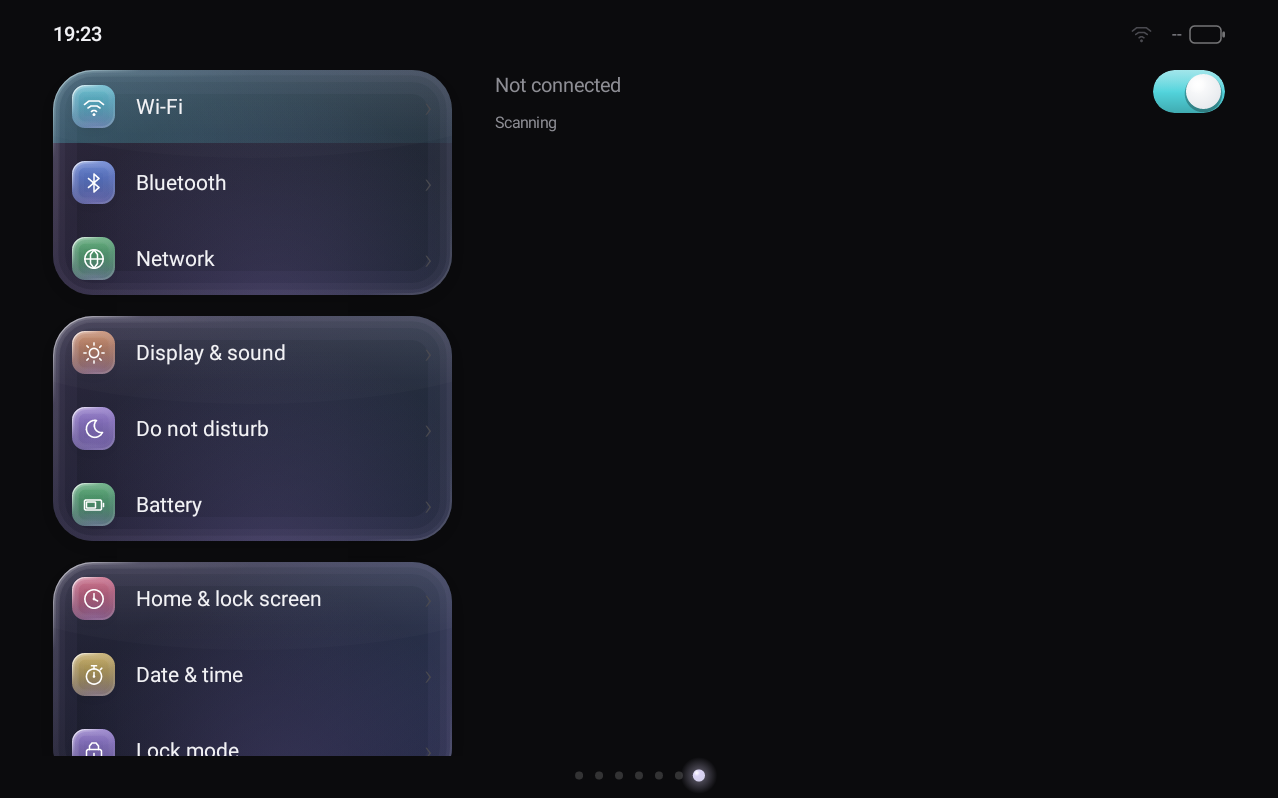 19:23
--
Wi-Fi
Not connected
Scanning
Bluetooth
Network
Display & sound
Do not disturb
Battery
Home & lock screen
Date & time
Lock mode